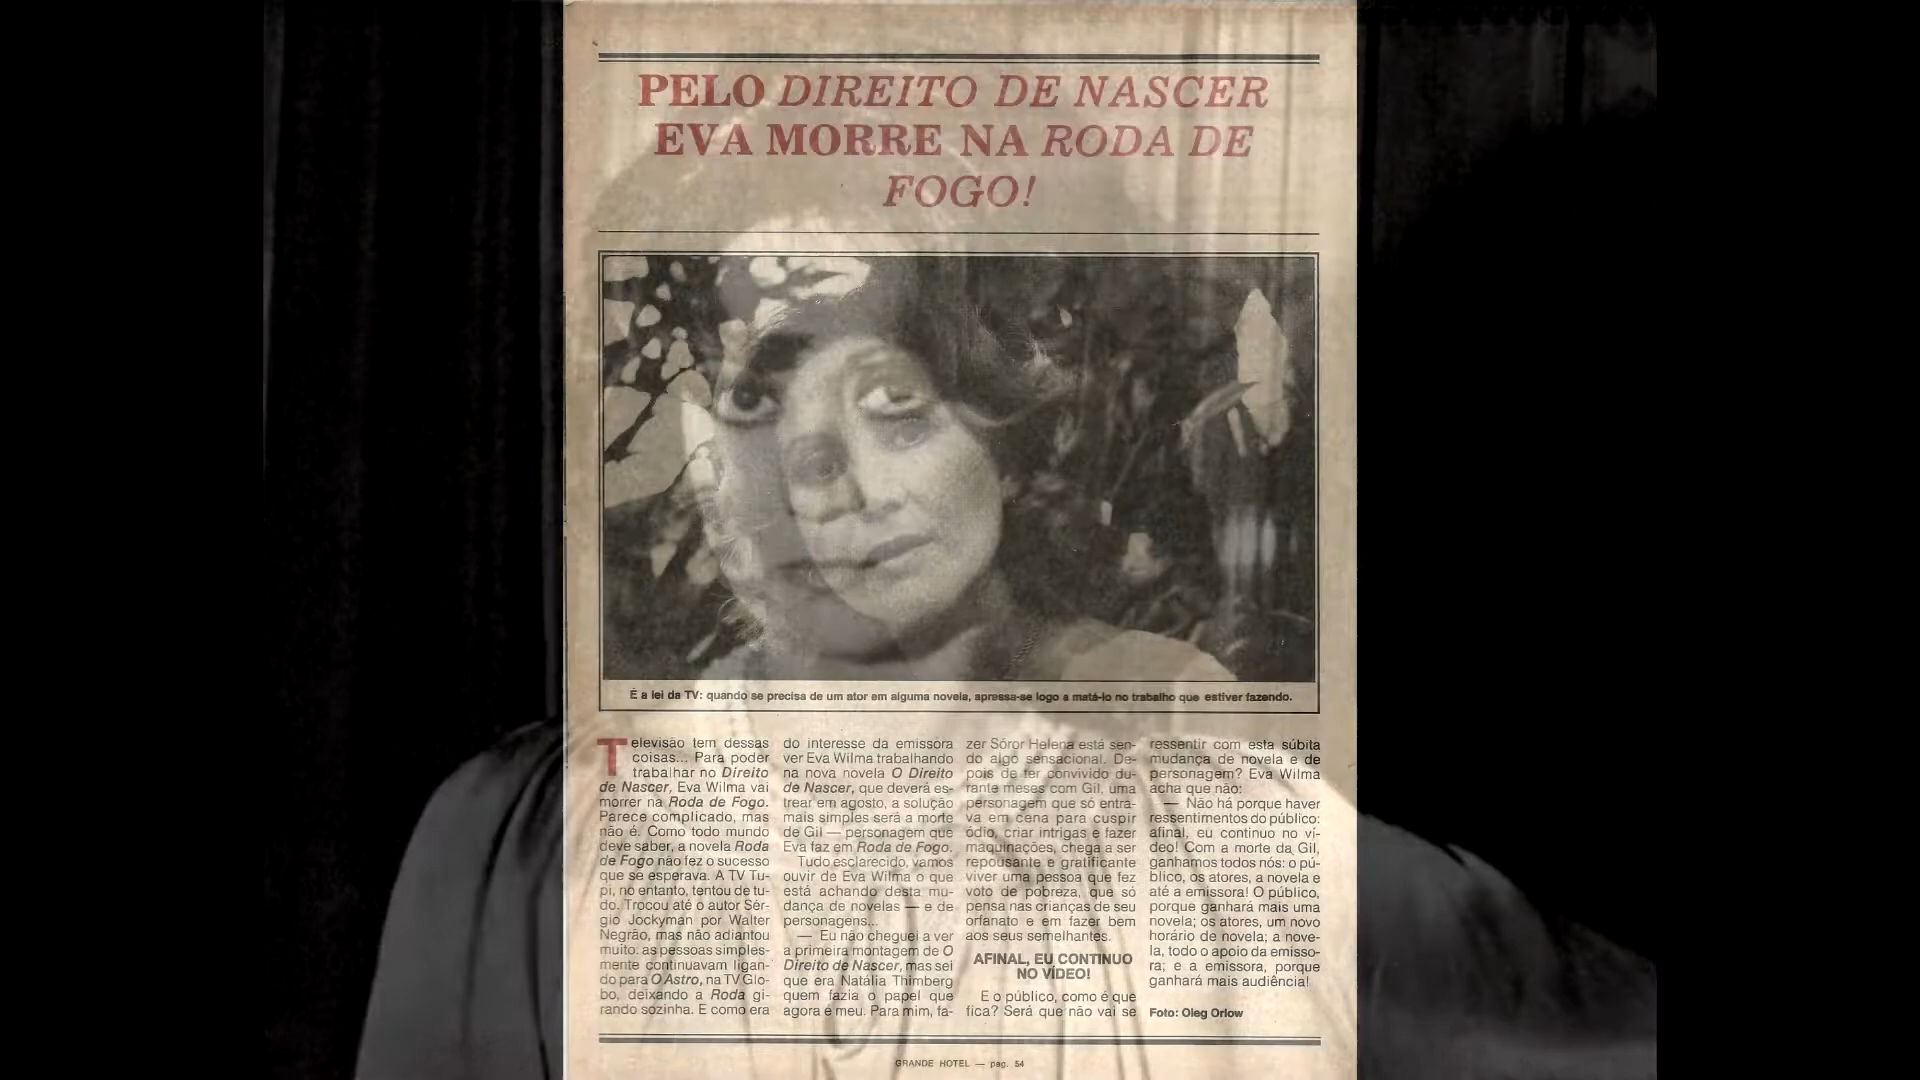 PELO DIREITO DE NASCER
EVA MORRE NA RODA DE
FOGO!
É a lei da TV: quando se precisa de um ator em alguma novela, apressa-se logo a matá-lo no trabalho que estiver fazendo.
Televisão tem dessas
coisas... Para poder
trabalhar no Direito
de Nascer, Eva Wilma vai
morrer na Roda de Fogo.
Parece complicado, mas
não é. Como todo mundo
deve saber, a novela Roda
de Fogo não fez o sucesso
que se esperava. A TV Tu-
pi, no entanto, tentou de tu-
do. Trocou até o autor Sér-
gio Jockyman por Walter
Negrão, mas não adiantou
muito: as pessoas simples-
mente continuavam ligan-
do para O Astro, na TV Glo-
bo, deixando a Roda gi-
rando sozinha. E como era
do interesse da emissora
ver Eva Wilma trabalhando
na nova novela O Direito
de Nascer, que deverá es-
trear em agosto, a solução
mais simples será a morte
de Gil — personagem que
Eva faz em Roda de Fogo.
Tudo esclarecido, vamos
ouvir de Eva Wilma o que
está achando desta mu-
dança de novelas — e de
personagens...
— Eu não cheguei a ver
a primeira montagem de O
Direito de Nascer, mas sei
que era Natália Thimberg
quem fazia o papel que
agora é meu. Para mim, fa-
zer Sóror Helena está sen-
do algo sensacional. De-
pois de ter convivido du-
rante meses com Gil, uma
personagem que só entra-
va em cena para cuspir
ódio, criar intrigas e fazer
maquinações, chega a ser
repousante e gratificante
viver uma pessoa que fez
voto de pobreza, que só
pensa nas crianças de seu
orfanato e em fazer bem
aos seus semelhantes.
AFINAL, EU CONTINUO
NO VÍDEO!
E o público, como é que
fica? Será que não vai se
ressentir com esta súbita
mudança de novela e de
personagem? Eva Wilma
acha que não:
— Não há porque haver
ressentimentos do público:
afinal, eu continuo no ví-
deo! Com a morte da Gil,
ganhamos todos nós: o pú-
blico, os atores, a novela e
até a emissora! O público,
porque ganhará mais uma
novela; os atores, um novo
horário de novela; a nove-
la, todo o apoio da emisso-
ra; e a emissora, porque
ganhará mais audiência!
Foto: Oleg Orlow
GRANDE HOTEL — pag. 54